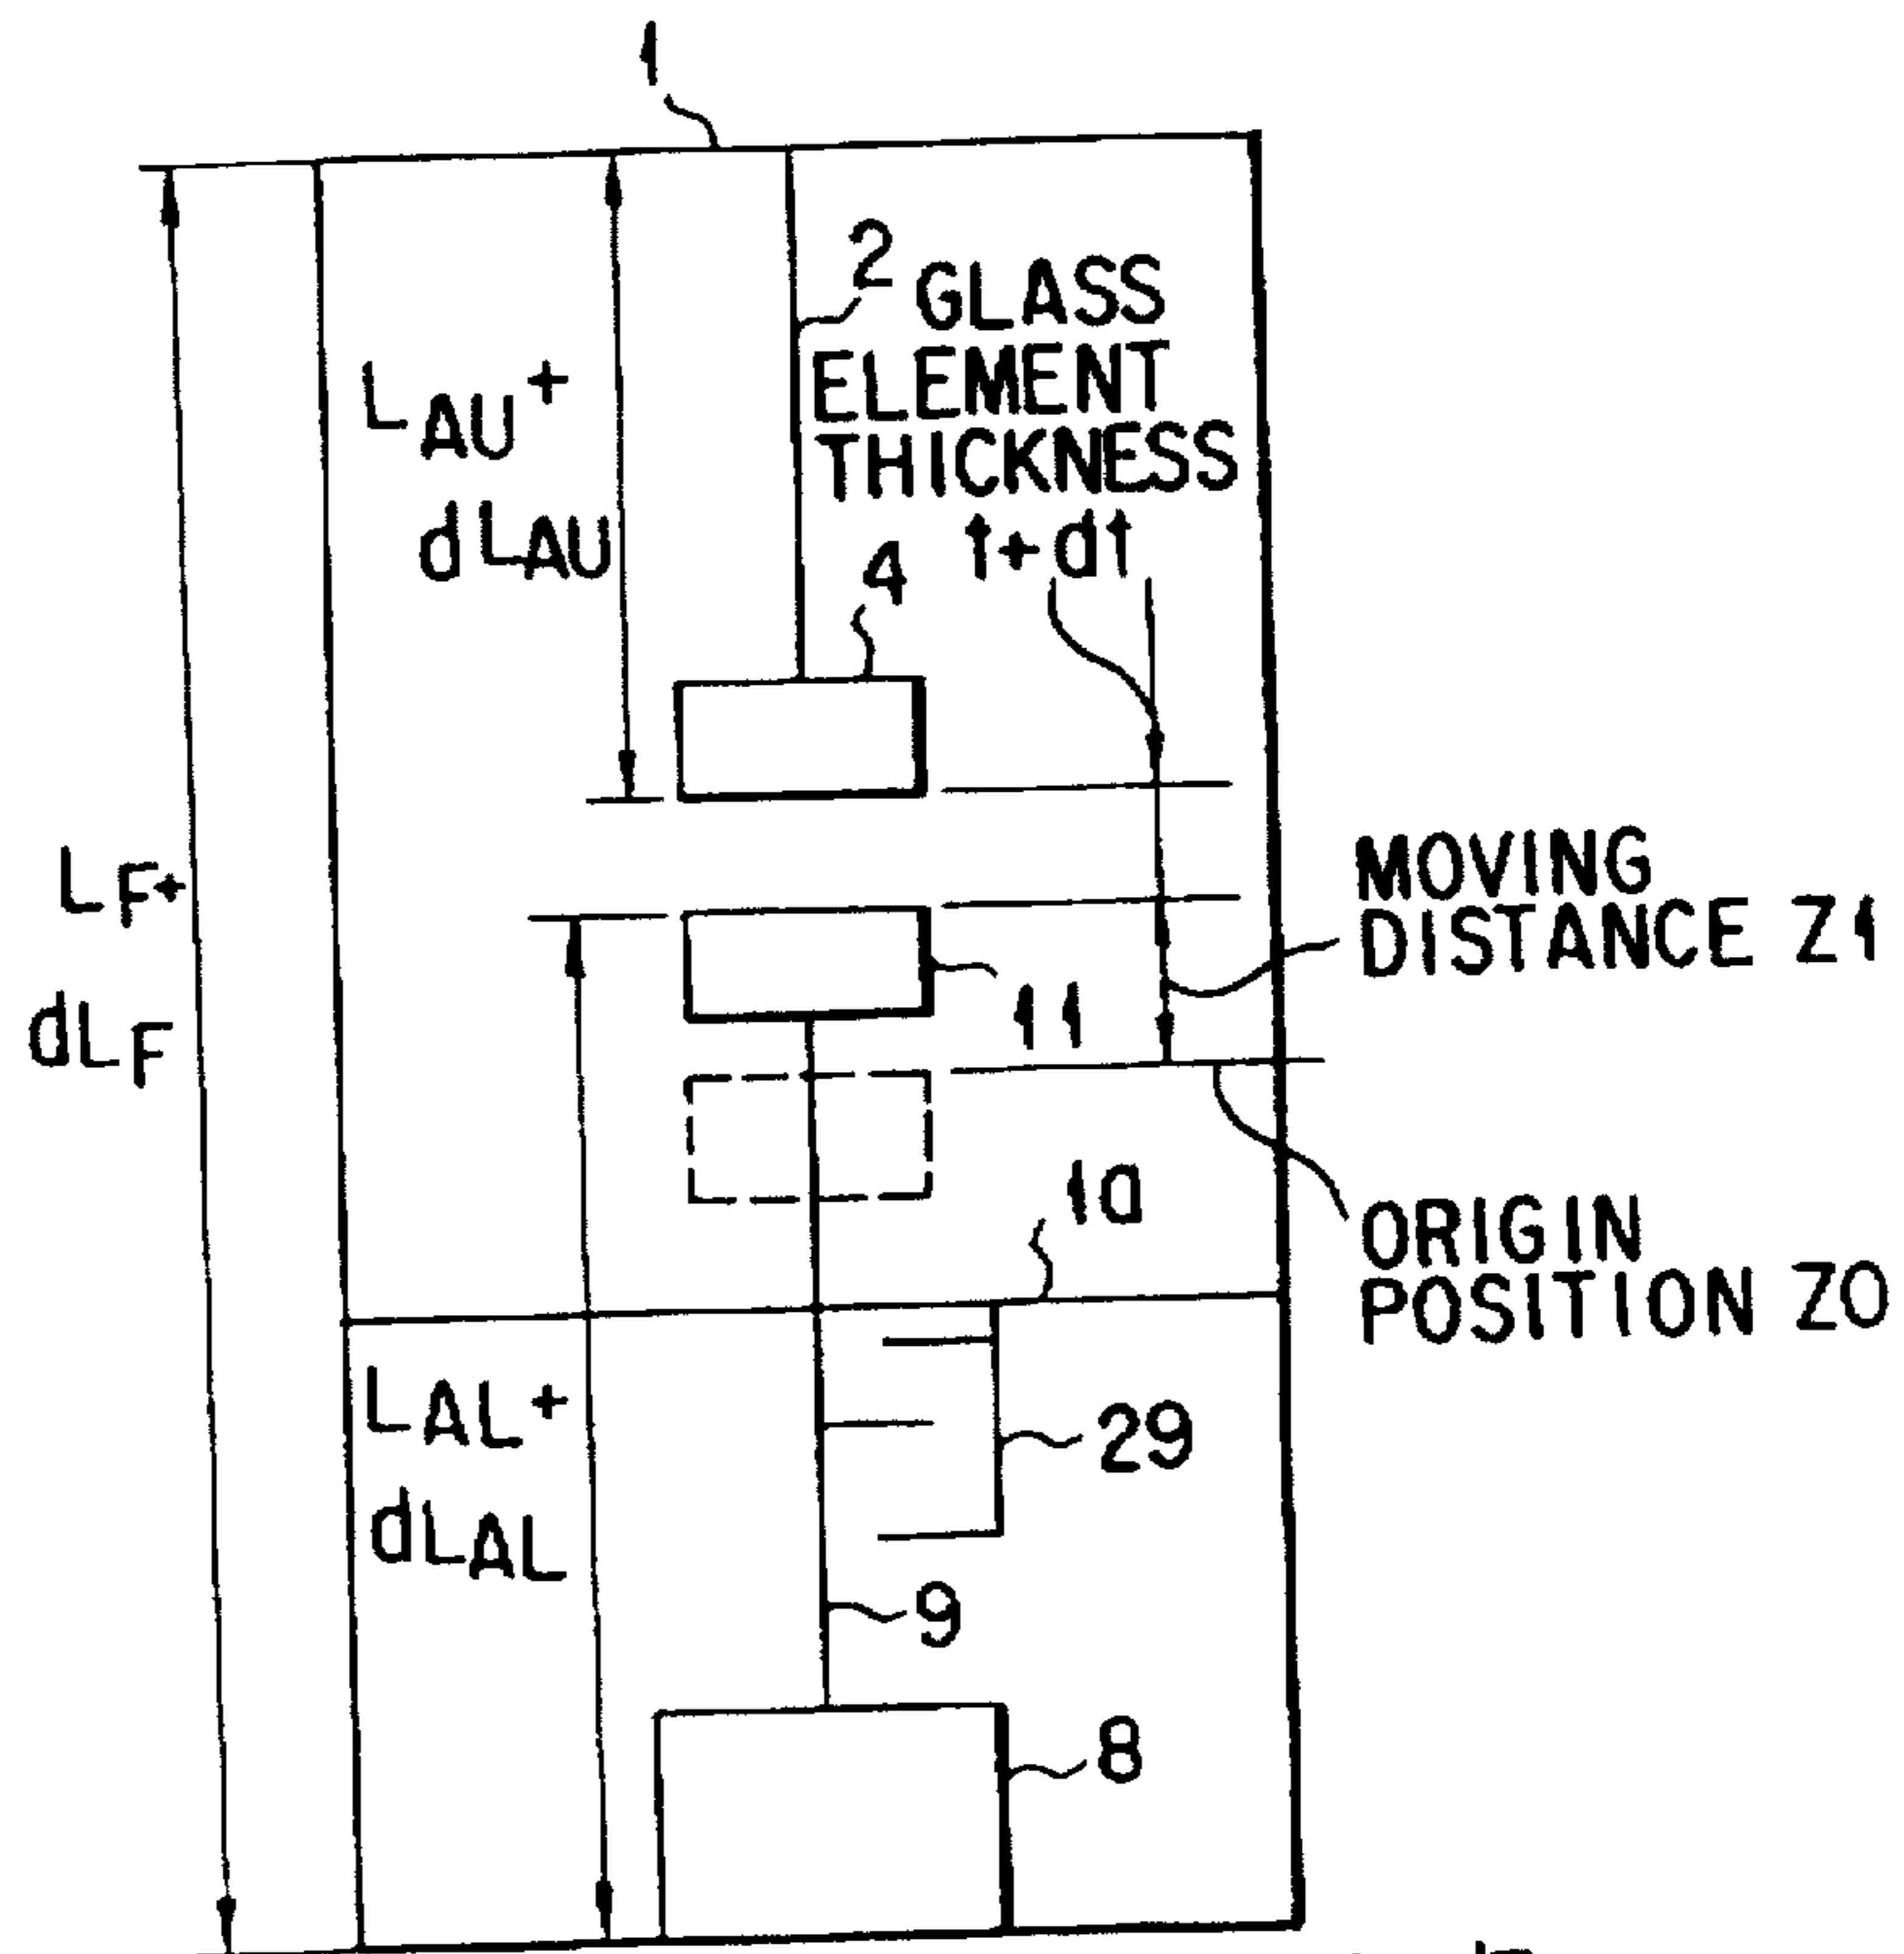 1
2
GLASS
ELEMENT
THICKNESS
t+dt
LAU+
dLAU
4
LF+
dLF
MOVING
DISTANCE Z1
11
1a
ORIGIN
POSITION Z0
LAL+
dLAL
29
9
8